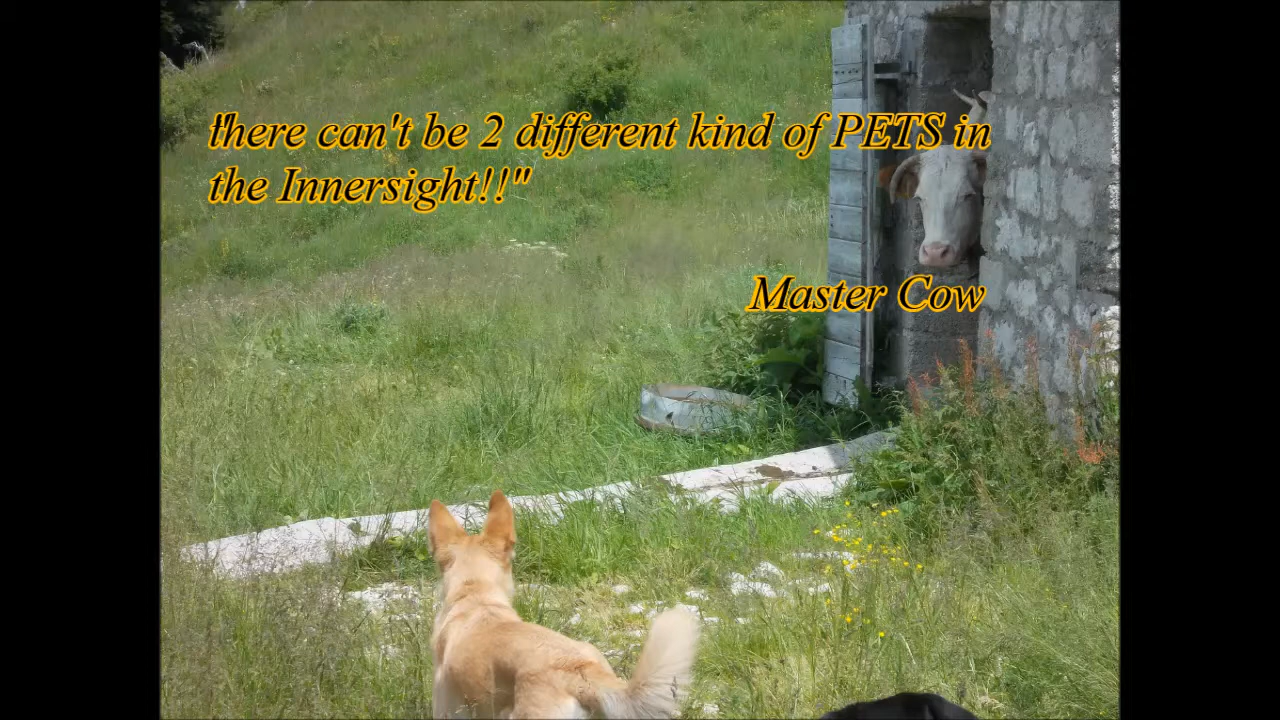 "there can't be 2 different kind of PETS in
the Innersight!!"
Master Cow